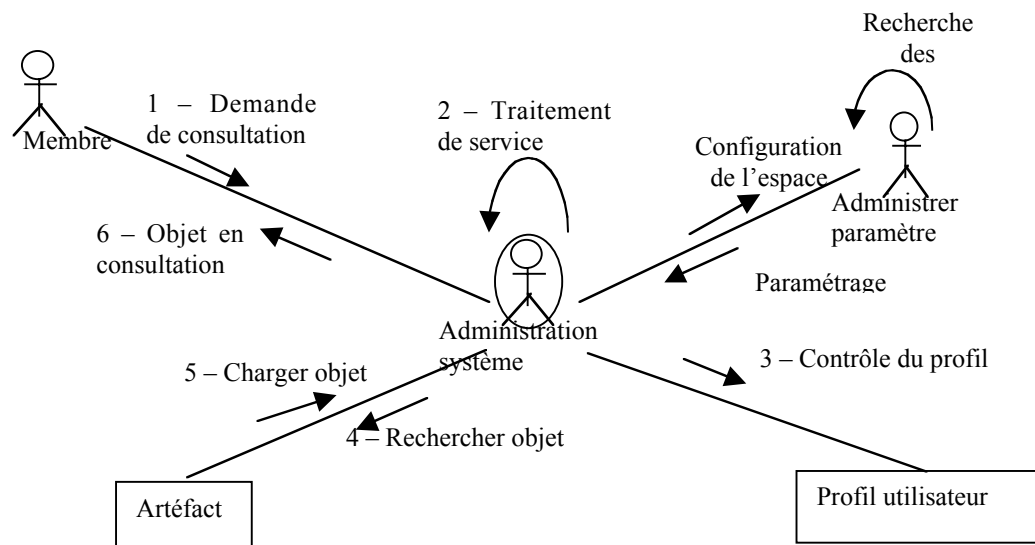 Recherche
des
1 – Demande
de consultation
Membre
2 – Traitement
de service
Configuration
de l'espace
Administrer
paramètre
6 – Objet en
consultation
Paramétrage
Administration
système
3 – Contrôle du profil
5 – Charger objet
4 – Rechercher objet
Artéfact
Profil utilisateur